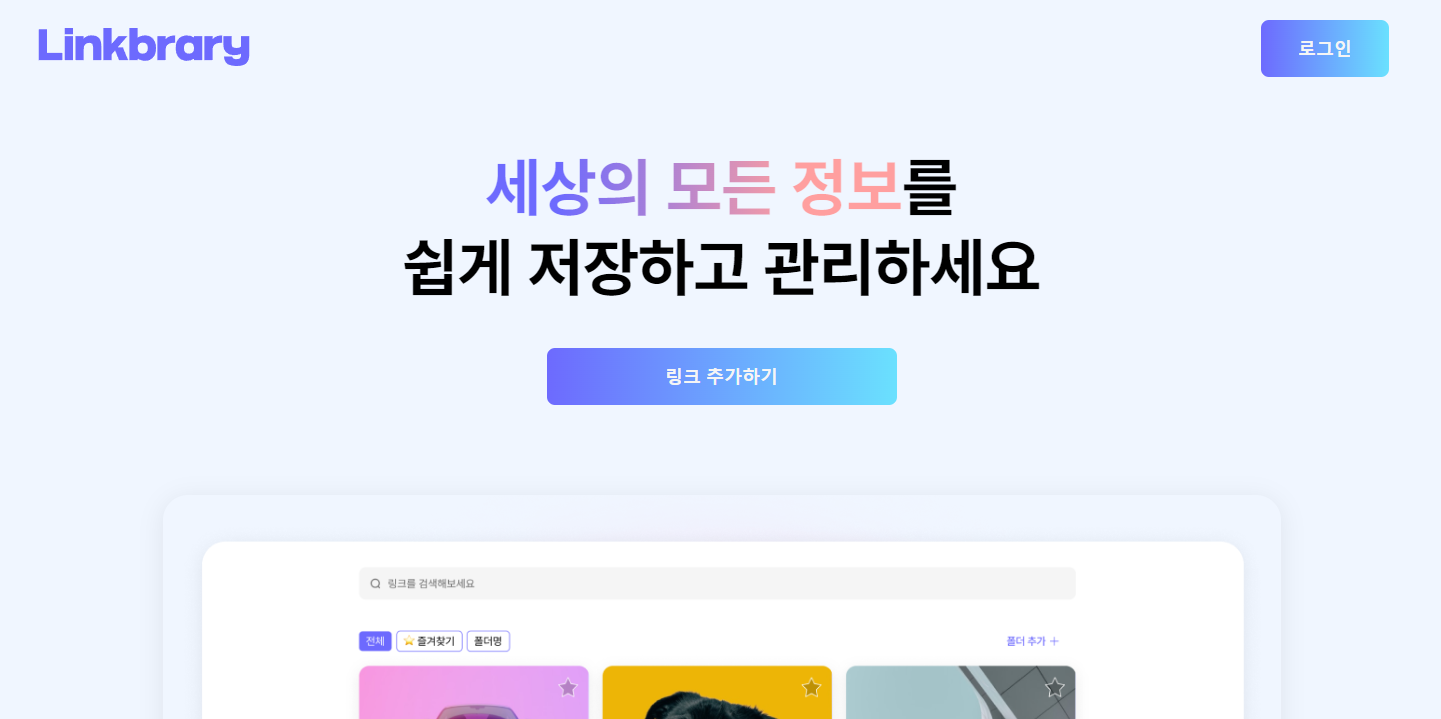 Linkbrary
로그인
세상의 모든 정보를
쉽게 저장하고 관리하세요
링크 추가하기
링크를 검색해보세요
전체 ⭐ 즐겨찾기 폴더명 폴더 추가 +